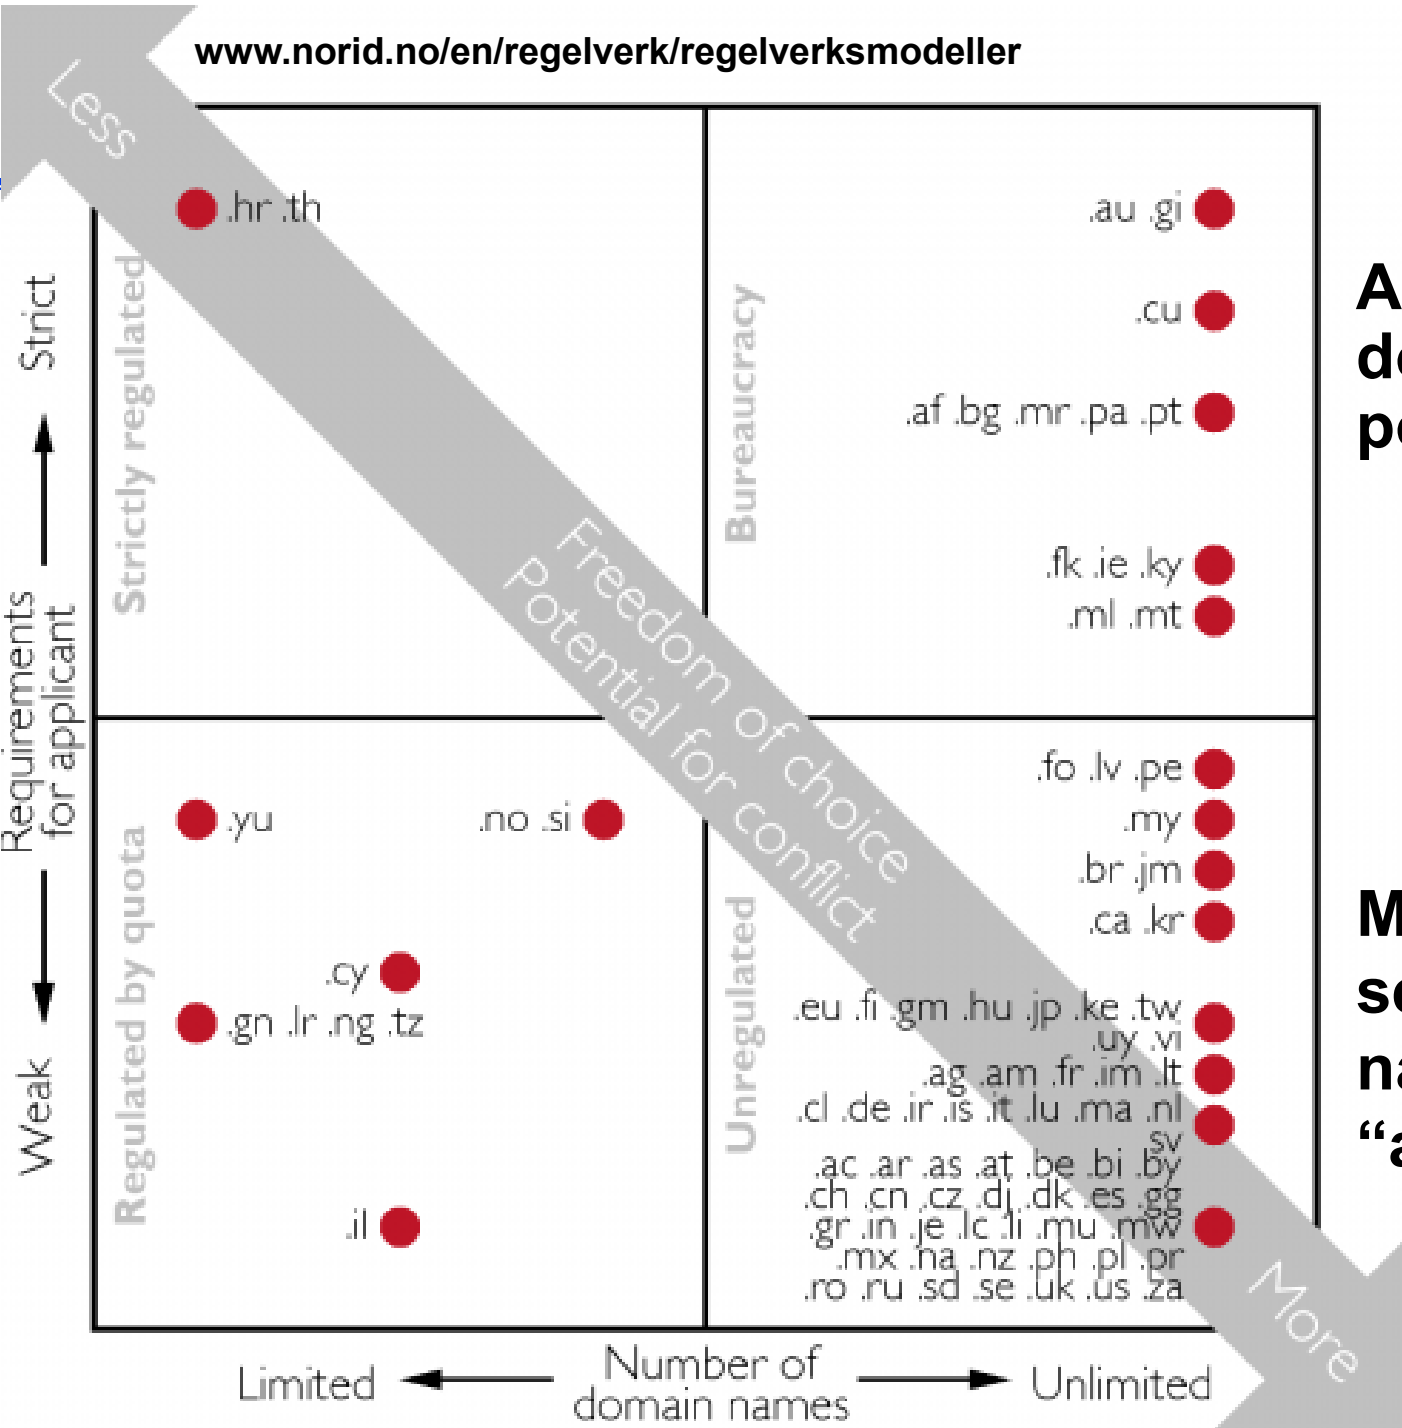 www.norid.no/en/regelverk/regelverksmodeller
Less
.hr .th
.au .gi
.cu
.af .bg .mr .pa .pt
.fk .ie .ky
.ml .mt
Strictly regulated
Bureaucracy
Strict
Requirements
for applicant
Weak
Freedom of choice
Potential for conflict
.fo .lv .pe
.yu
.no .si
.my
.br .jm
.ca .kr
.cy
.gn .lr .ng .tz
.eu .fi .gm .hu .jp .ke .tw
.uy .vi
.ag .am .fr .im .lt
.cl .de .ir .is .it .lu .ma .nl
sv
.ac .ar .as .at .be .bi .by
.ch .cn .cz .dj .dk .es .gg
.il
.gr .in .je .lc .li .mu .mw
.mx .na .nz .ph .pl .pr
.ro .ru .sd .se .uk .us .za
Regulated by quota
Unregulated
More
Limited
Number of
domain names
Unlimited